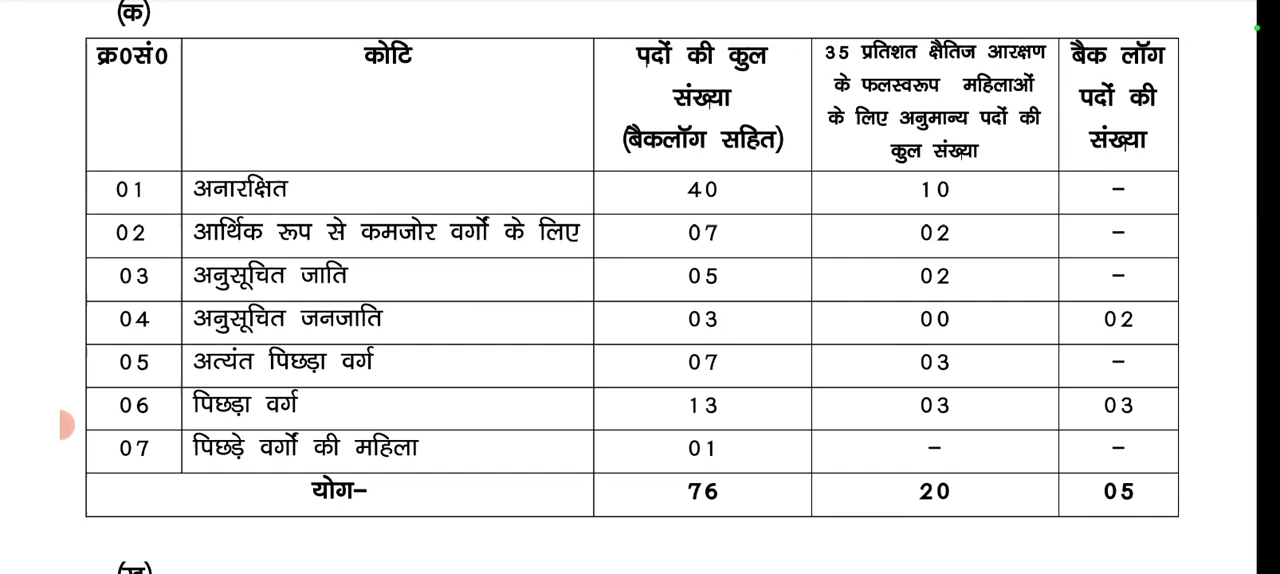 (क)
क्र0सं0 कोटि पदों की कुल संख्या (बैकलॉग सहित) 35 प्रतिशत क्षैतिज आरक्षण के फलस्वरूप महिलाओं के लिए अनुमान्य पदों की कुल संख्या बैक लॉग पदों की संख्या
01 अनारक्षित 40 10 –
02 आर्थिक रूप से कमजोर वर्गों के लिए 07 02 –
03 अनुसूचित जाति 05 02 –
04 अनुसूचित जनजाति 03 00 02
05 अत्यंत पिछड़ा वर्ग 07 03 –
06 पिछड़ा वर्ग 13 03 03
07 पिछड़े वर्गों की महिला 01 – –
योग– 76 20 05
(ख)